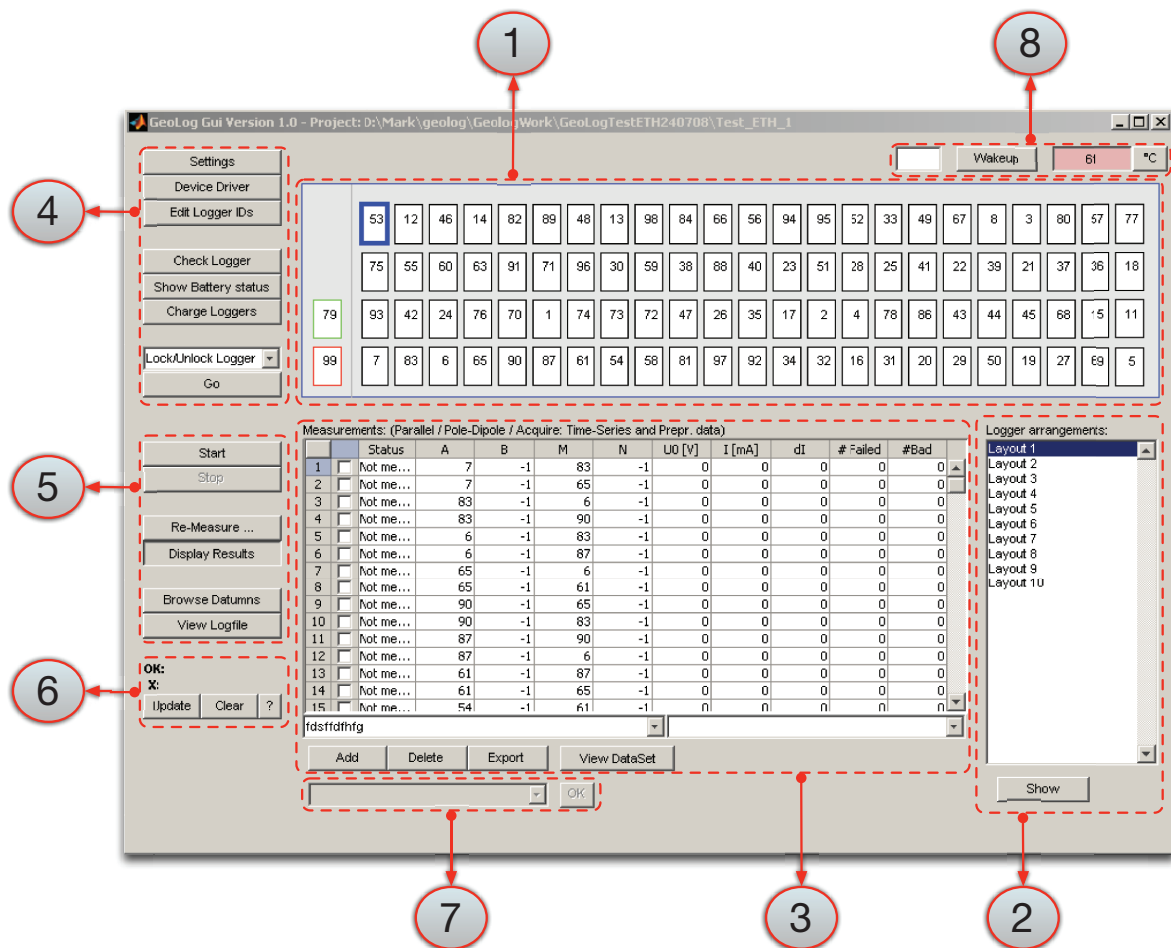 1
8
GeoLog Gui Version 1.0 - Project: D:\Mark\geolog\GeologWork\GeoLogTestETH240708\Test_ETH_1
Wakeup 61 °C
4
Settings
Device Driver
Edit Logger IDs
Check Logger
Show Battery status
Charge Loggers
Lock/Unlock Logger
Go
53 12 46 14 82 89 48 13 98 84 66 56 94 95 52 33 49 67 8 3 80 57 77
75 55 60 63 91 71 96 30 59 38 88 40 23 51 28 25 41 22 39 21 37 36 18
79 93 42 24 76 70 1 74 73 72 47 26 35 17 2 4 78 86 43 44 45 68 15 11
99 7 83 6 65 90 87 61 54 58 81 97 92 34 32 16 31 20 29 50 19 27 69 5
5
Start
Stop
Re-Measure ...
Display Results
Browse Datumns
View Logfile
6
OK:
X:
Update Clear ?
Measurements: (Parallel / Pole-Dipole / Acquire: Time-Series and Prepr. data)
Status A B M N U0 [V] I [mA] dI # Failed #Bad
1 Not me... 7 -1 83 -1 0 0 0 0 0
2 Not me... 7 -1 65 -1 0 0 0 0 0
3 Not me... 83 -1 6 -1 0 0 0 0 0
4 Not me... 83 -1 90 -1 0 0 0 0 0
5 Not me... 6 -1 83 -1 0 0 0 0 0
6 Not me... 6 -1 87 -1 0 0 0 0 0
7 Not me... 65 -1 6 -1 0 0 0 0 0
8 Not me... 65 -1 61 -1 0 0 0 0 0
9 Not me... 90 -1 65 -1 0 0 0 0 0
10 Not me... 90 -1 83 -1 0 0 0 0 0
11 Not me... 87 -1 90 -1 0 0 0 0 0
12 Not me... 87 -1 6 -1 0 0 0 0 0
13 Not me... 61 -1 87 -1 0 0 0 0 0
14 Not me... 61 -1 65 -1 0 0 0 0 0
15 Not me... 54 -1 61 -1 0 0 0 0 0
fdsffdfhfg
Add Delete Export View DataSet
OK
Logger arrangements:
Layout 1
Layout 2
Layout 3
Layout 4
Layout 5
Layout 6
Layout 7
Layout 8
Layout 9
Layout 10
Show
7
3
2